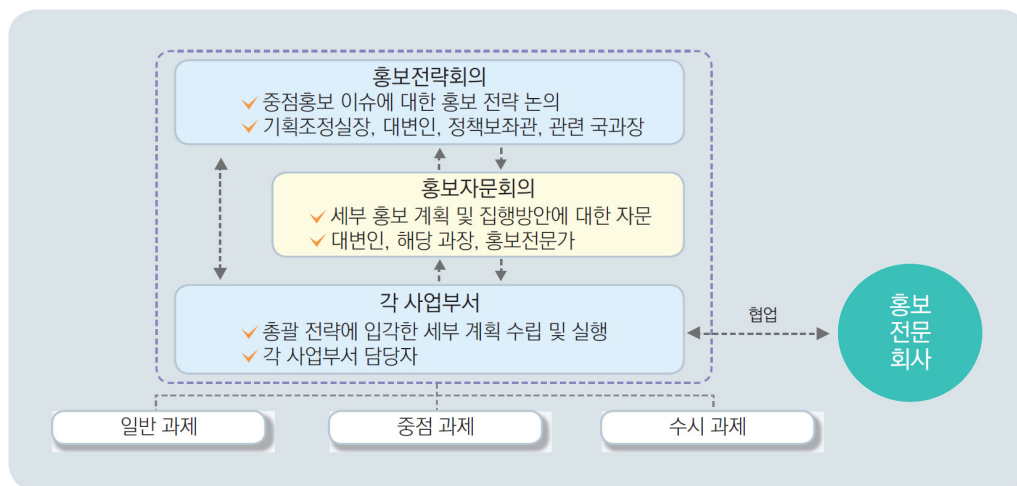 홍보전략회의
중점홍보 이슈에 대한 홍보 전략 논의
기획조정실장, 대변인, 정책보좌관, 관련 국과장
홍보자문회의
세부 홍보 계획 및 집행방안에 대한 자문
대변인, 해당 과장, 홍보전문가
각 사업부서
총괄 전략에 입각한 세부 계획 수립 및 실행
각 사업부서 담당자
협업
홍보
전문
회사
일반 과제
중점 과제
수시 과제